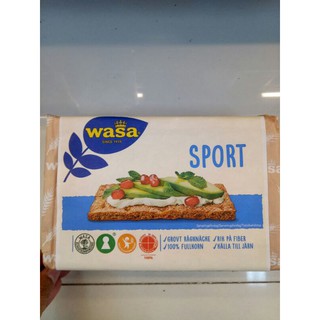 wasa
SINCE 1919
SPORT
✓GROVT RÅGKNÄCKE ✓RIK PÅ FIBER
✓100% FULLKORN ✓KÄLLA TILL JÄRN